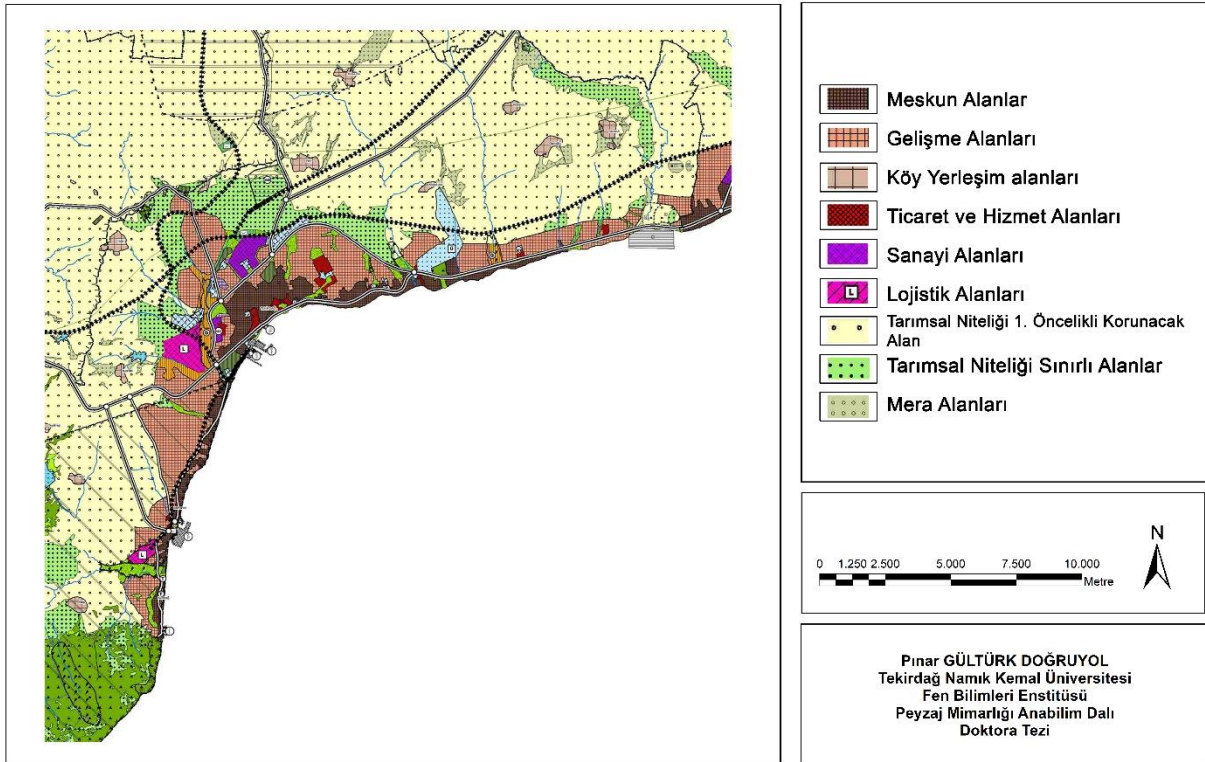 Meskun Alanlar
Gelişme Alanları
Köy Yerleşim alanları
Ticaret ve Hizmet Alanları
Sanayi Alanları
L
Lojistik Alanları
Tarımsal Niteliği 1. Öncelikli Korunacak
Alan
Tarımsal Niteliği Sınırlı Alanlar
Mera Alanları
N
0 1.250 2.500 5.000 7.500 10.000
Metre
Pınar GÜLTÜRK DOĞRUYOL
Tekirdağ Namık Kemal Üniversitesi
Fen Bilimleri Enstitüsü
Peyzaj Mimarlığı Anabilim Dalı
Doktora Tezi
L
L